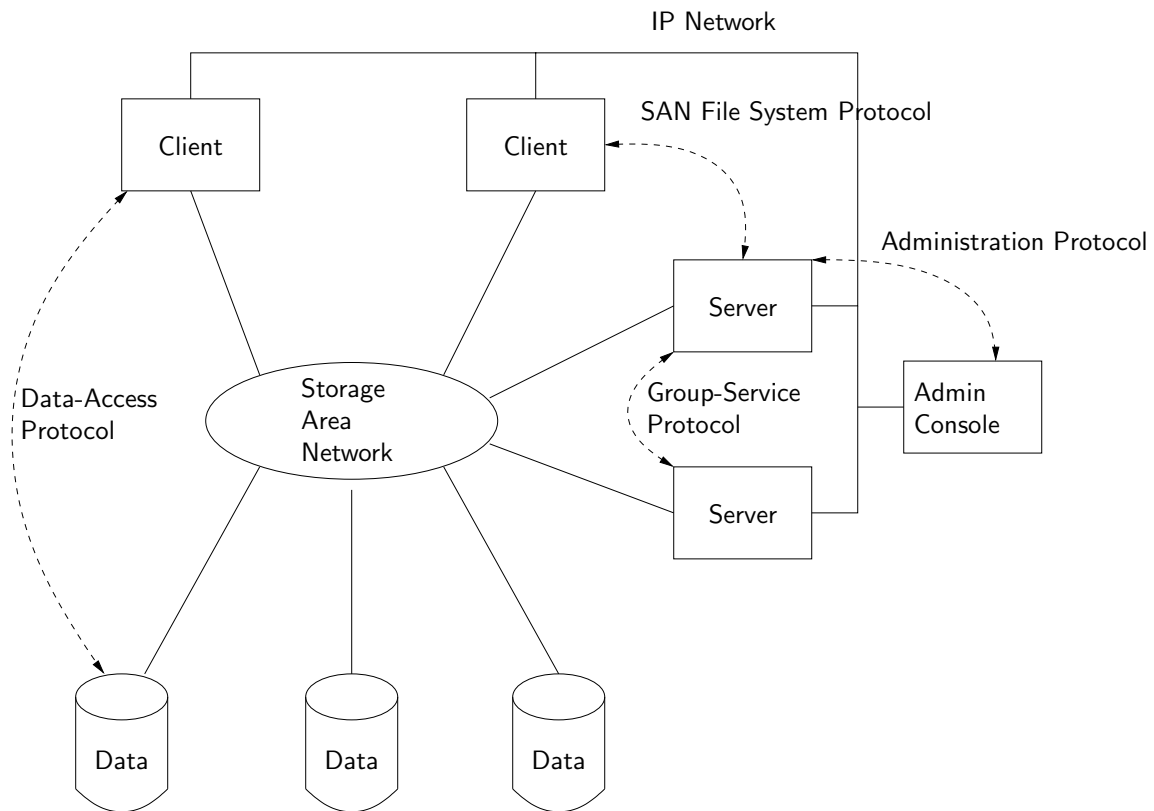 IP Network
SAN File System Protocol
Client
Client
Administration Protocol
Server
Data-Access
Protocol
Storage
Area
Network
Group-Service
Protocol
Admin
Console
Server
Data
Data
Data